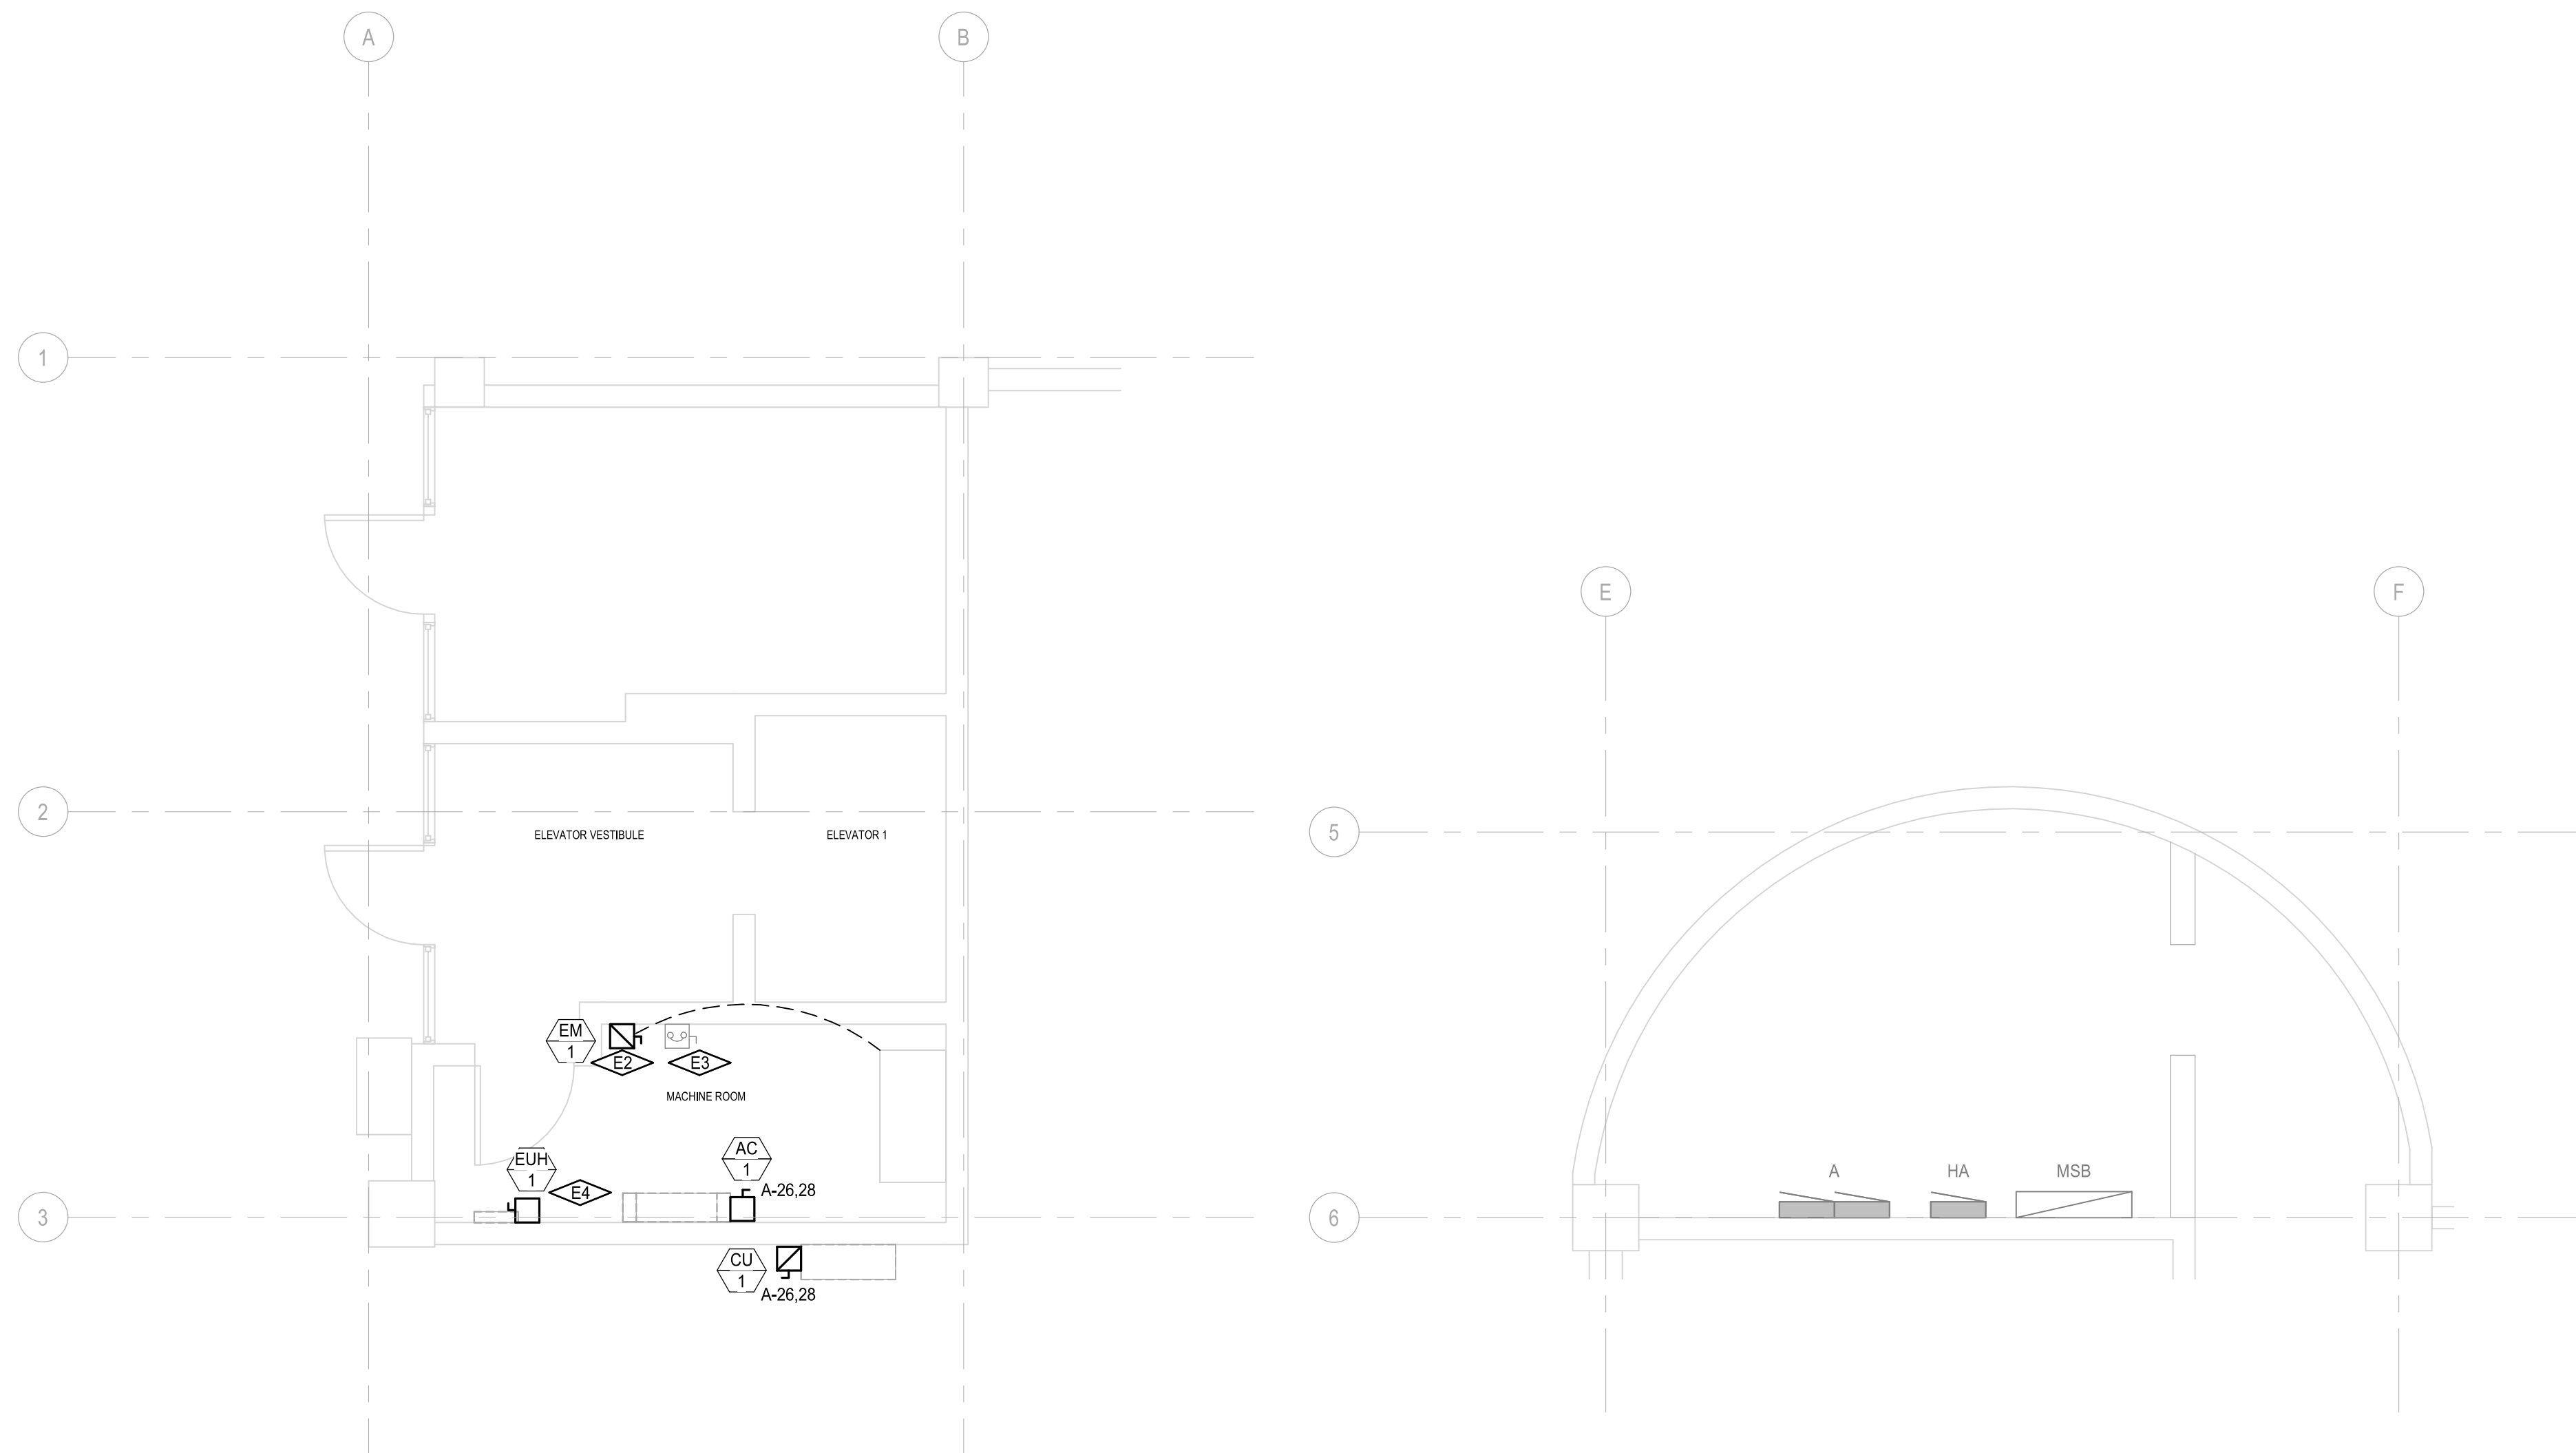 A
B
1
E
F
2
ELEVATOR VESTIBULE
ELEVATOR 1
5
EM
1
E2
E3
MACHINE ROOM
EUH
1
E4
AC
1
A-26,28
A
HA
MSB
3
6
CU
1
A-26,28